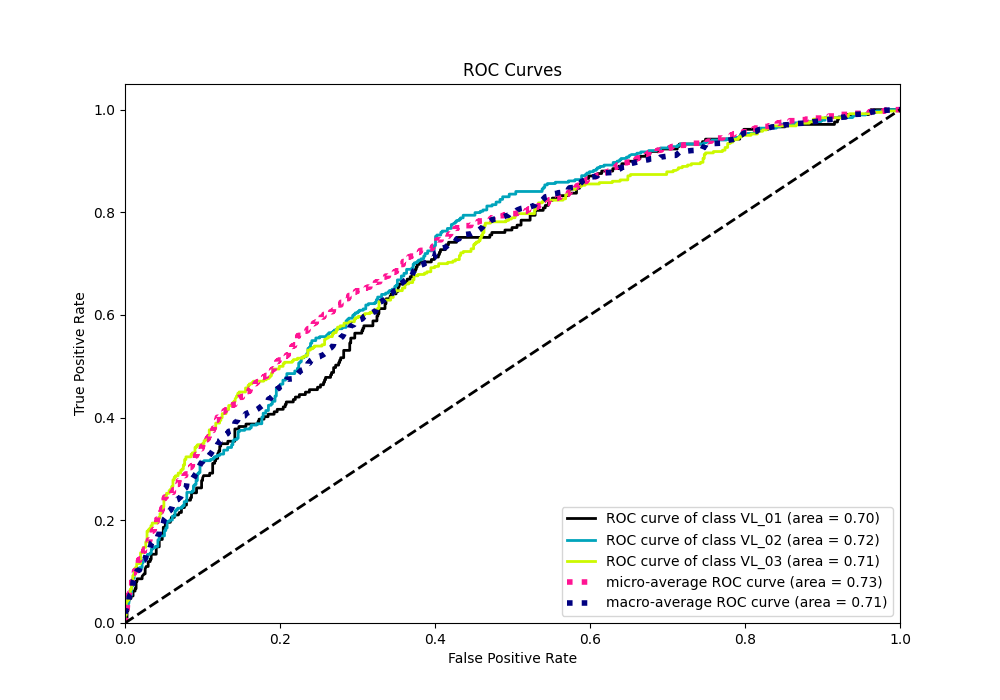 ROC Curves
True Positive Rate
1.0
0.8
0.6
0.4
0.2
0.0
0.0 0.2 0.4 0.6 0.8 1.0
False Positive Rate
ROC curve of class VL_01 (area = 0.70)
ROC curve of class VL_02 (area = 0.72)
ROC curve of class VL_03 (area = 0.71)
micro-average ROC curve (area = 0.73)
macro-average ROC curve (area = 0.71)